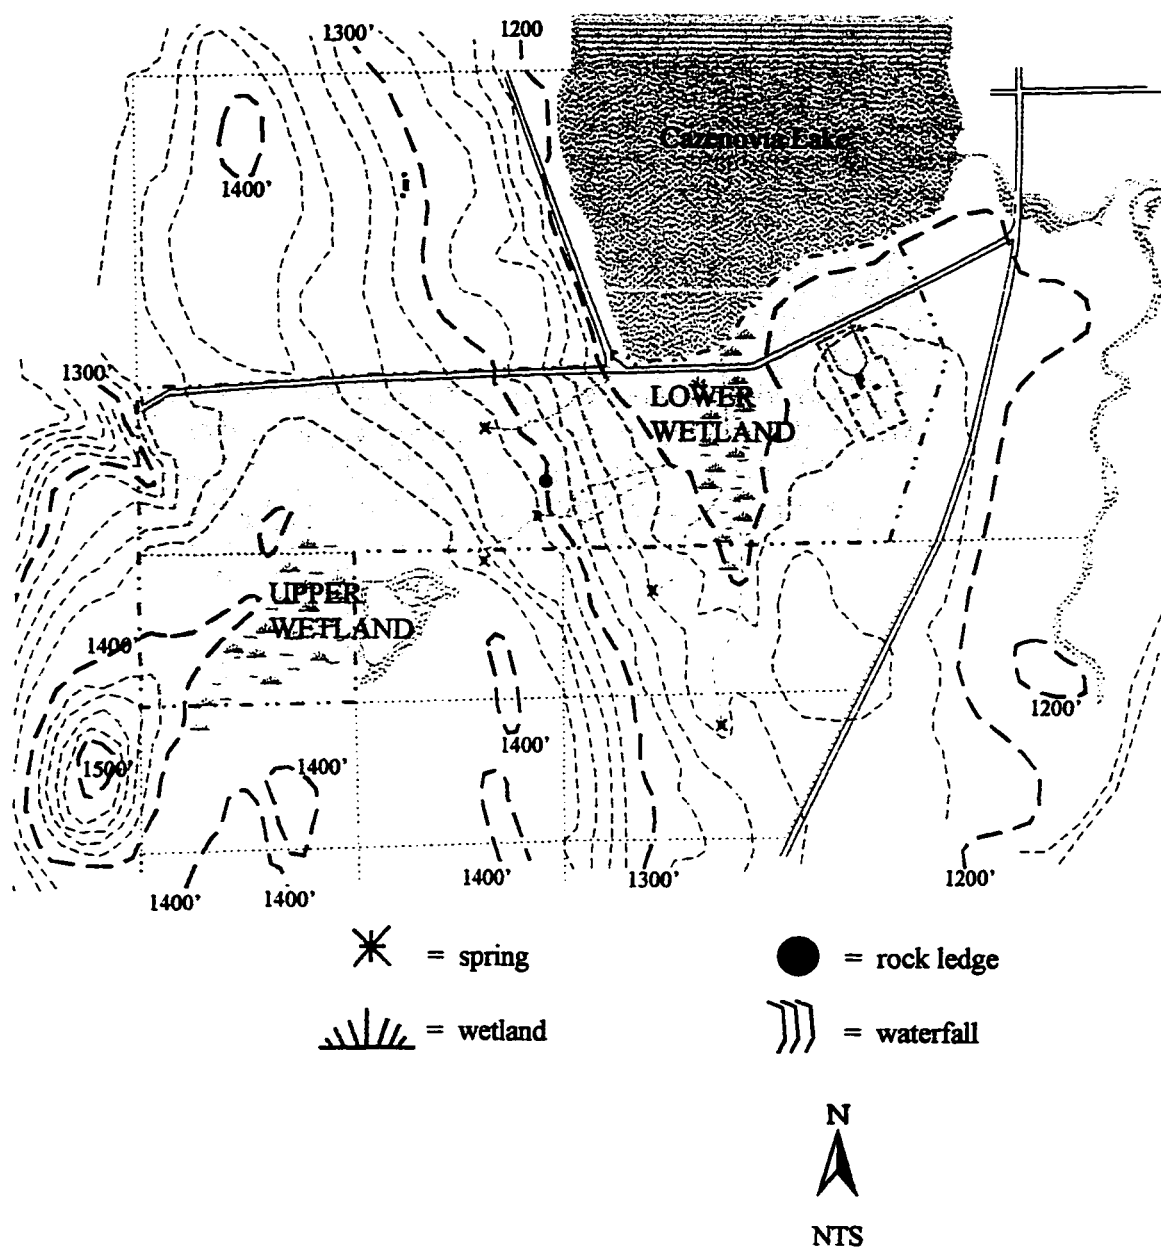 1300'
1200
Cazenovia Lake
1400'
1300'
LOWER
WETLAND
UPPER
WETLAND
1400
1200'
1500'
1400'
1400'
1400'
1400'
1400'
1300'
1200'
= spring
= rock ledge
= wetland
= waterfall
N
NTS